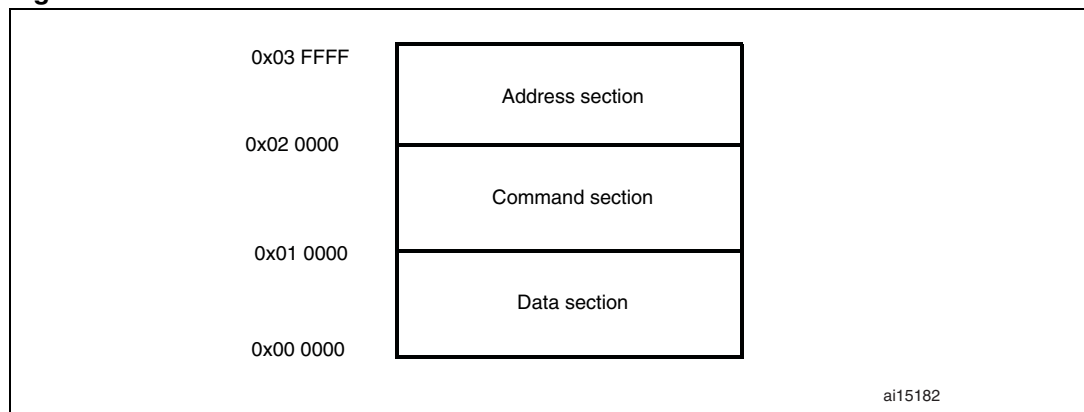 0x03 FFFF
Address section
0x02 0000
Command section
0x01 0000
Data section
0x00 0000
ai15182